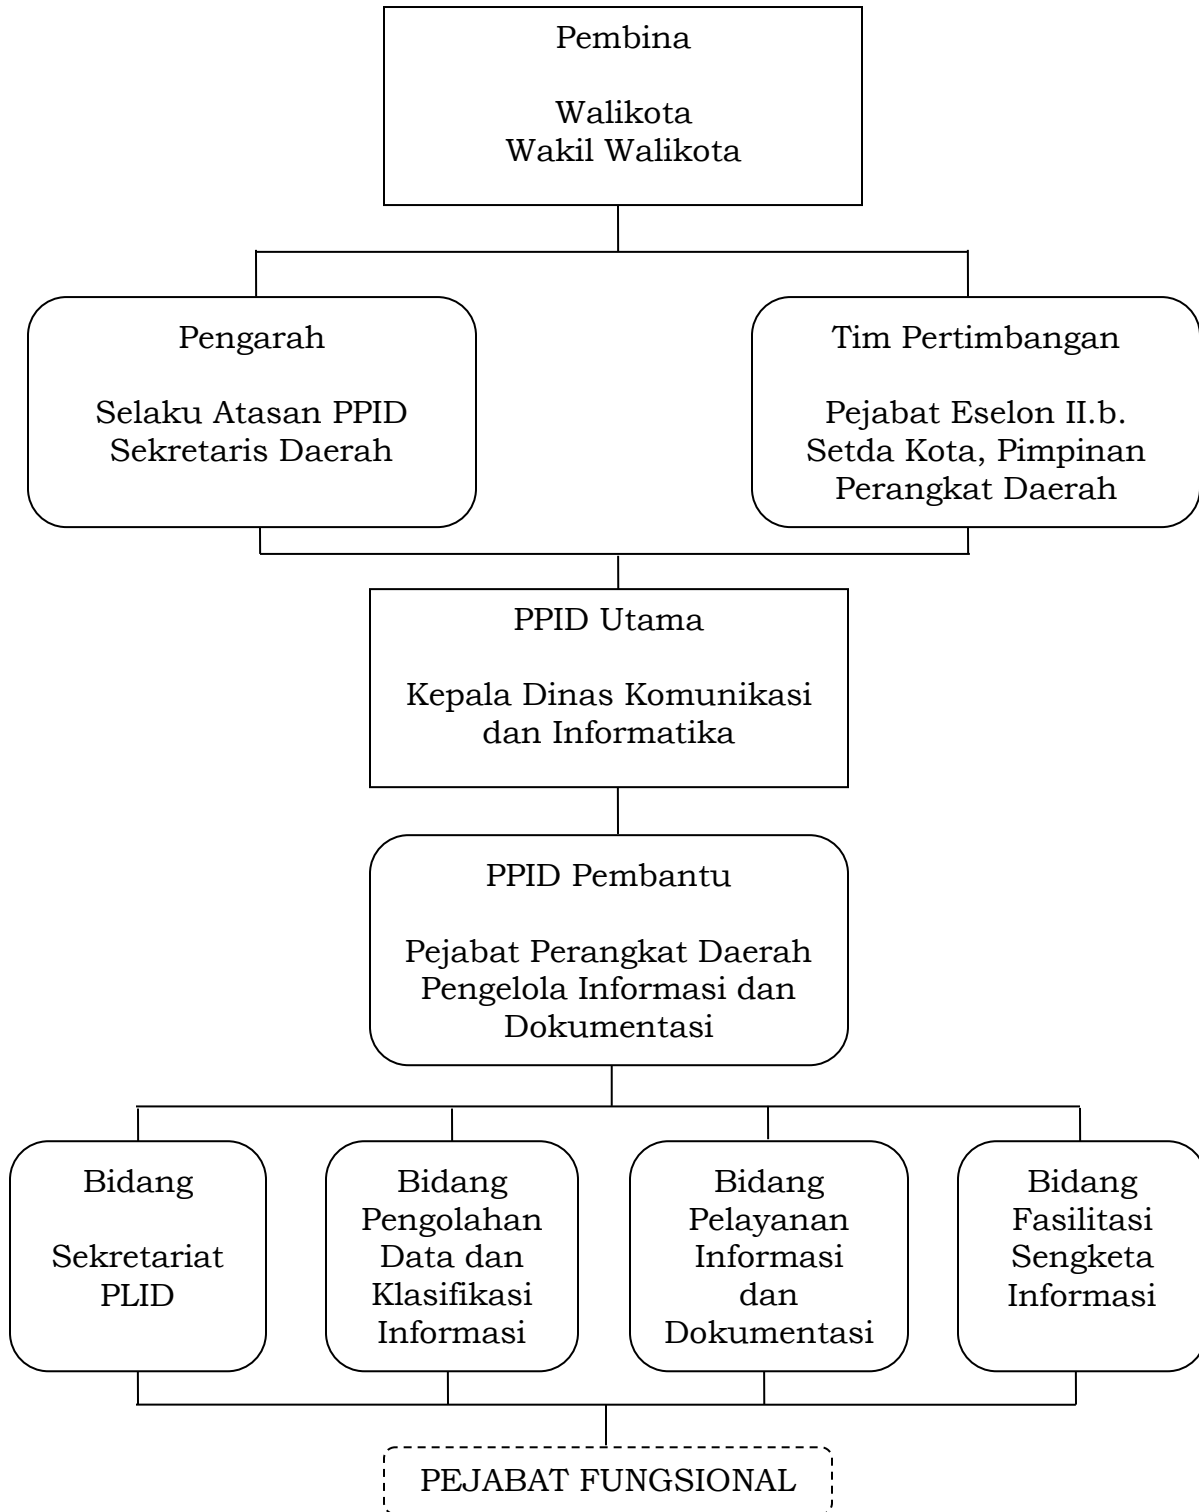 Pembina
Walikota
Wakil Walikota
Pengarah
Selaku Atasan PPID
Sekretaris Daerah
Tim Pertimbangan
Pejabat Eselon II.b.
Setda Kota, Pimpinan
Perangkat Daerah
PPID Utama
Kepala Dinas Komunikasi
dan Informatika
PPID Pembantu
Pejabat Perangkat Daerah
Pengelola Informasi dan
Dokumentasi
Bidang
Sekretariat
PLID
Bidang
Pengolahan
Data dan
Klasifikasi
Informasi
Bidang
Pelayanan
Informasi
dan
Dokumentasi
Bidang
Fasilitasi
Sengketa
Informasi
PEJABAT FUNGSIONAL